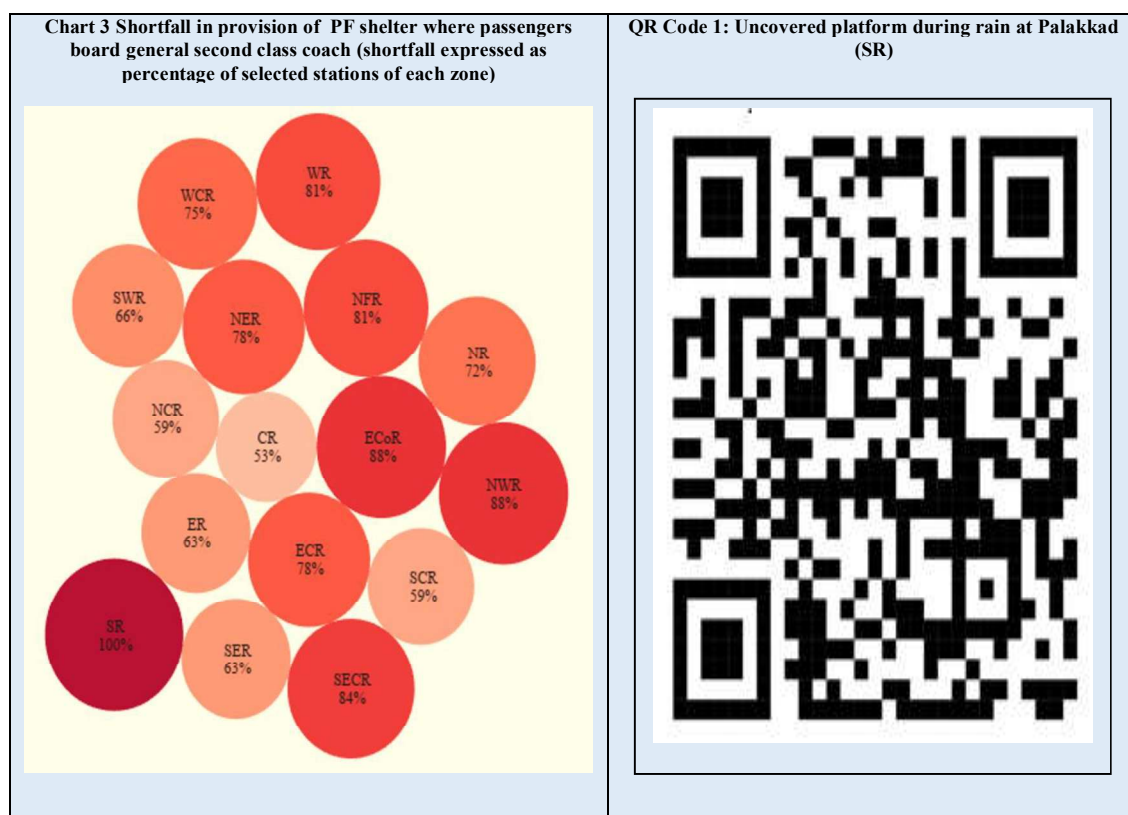 Chart 3 Shortfall in provision of PF shelter where passengers
board general second class coach (shortfall expressed as
percentage of selected stations of each zone)
WR
81%
WCR
75%
SWR
66%
NER
78%
NFR
81%
NR
72%
NCR
59%
CR
53%
ECoR
88%
NWR
88%
ER
63%
ECR
78%
SCR
59%
SR
100%
SER
63%
SECR
84%
QR Code 1: Uncovered platform during rain at Palakkad
(SR)